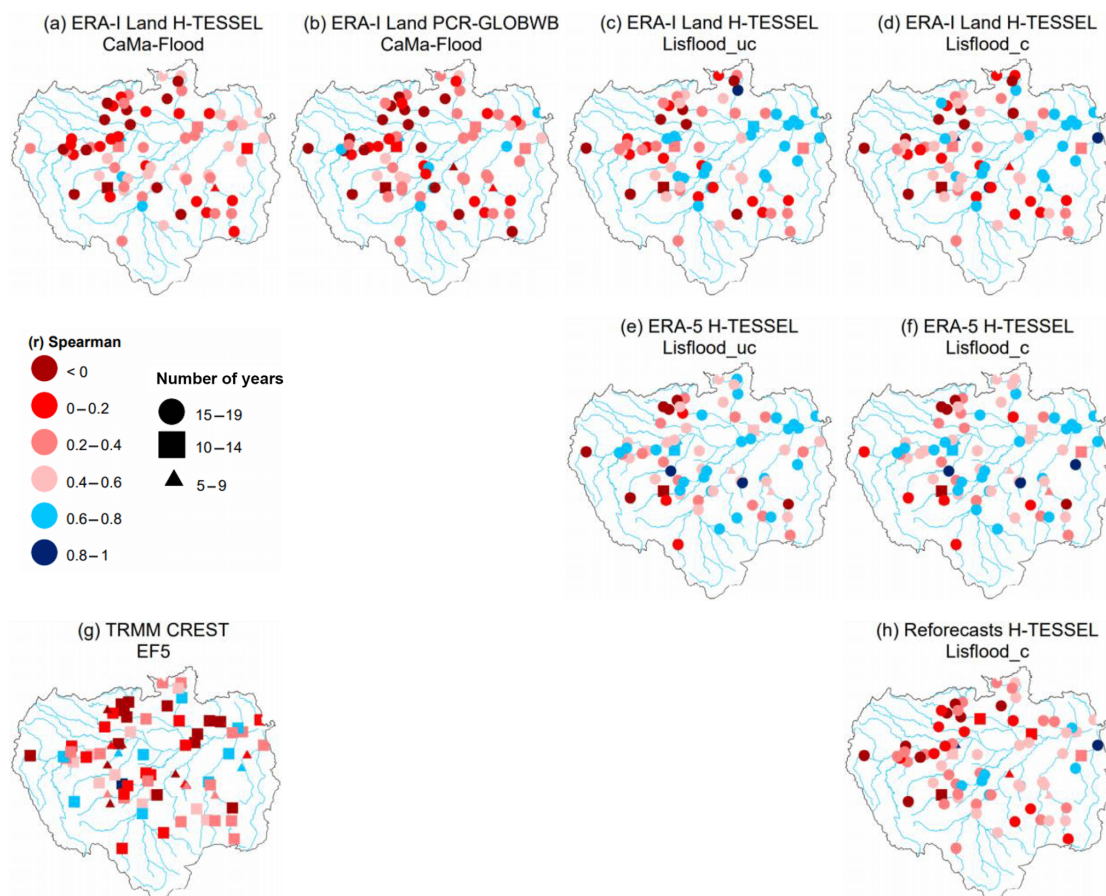 (a) ERA-I Land H-TESSEL
CaMa-Flood
(b) ERA-I Land PCR-GLOBWB
CaMa-Flood
(c) ERA-I Land H-TESSEL
Lisflood_uc
(d) ERA-I Land H-TESSEL
Lisflood_c
(e) ERA-5 H-TESSEL
Lisflood_uc
(f) ERA-5 H-TESSEL
Lisflood_c
(r) Spearman
< 0
0–0.2
0.2–0.4
0.4–0.6
0.6–0.8
0.8–1
Number of years
15–19
10–14
5–9
(g) TRMM CREST
EF5
(h) Reforecasts H-TESSEL
Lisflood_c